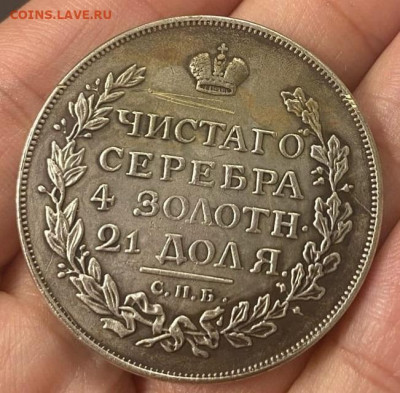 COINS.LAVE.RU
ЧИСТАГО
СЕРЕБРА
4 ЗОЛОТН.
21 ДОЛЯ.
С.П.Б.